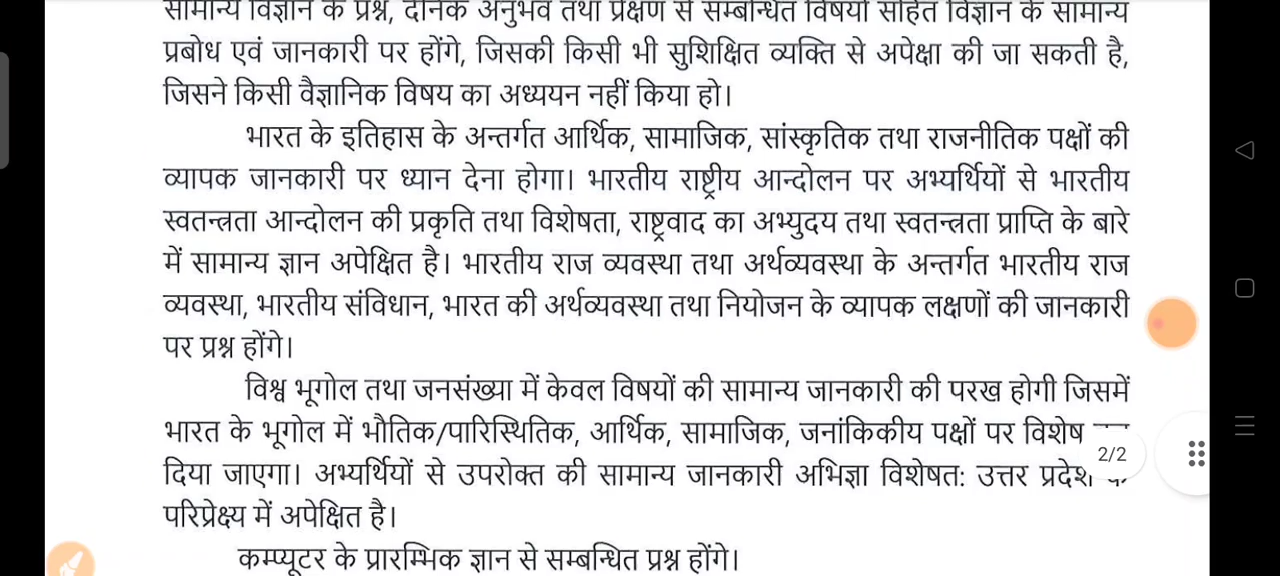 सामान्य विज्ञान के प्रश्न, दैनिक अनुभव तथा प्रेक्षण से सम्बन्धित विषयों सहित विज्ञान के सामान्य
प्रबोध एवं जानकारी पर होंगे, जिसकी किसी भी सुशिक्षित व्यक्ति से अपेक्षा की जा सकती है,
जिसने किसी वैज्ञानिक विषय का अध्ययन नहीं किया हो।
भारत के इतिहास के अन्तर्गत आर्थिक, सामाजिक, सांस्कृतिक तथा राजनीतिक पक्षों की
व्यापक जानकारी पर ध्यान देना होगा। भारतीय राष्ट्रीय आन्दोलन पर अभ्यर्थियों से भारतीय
स्वतन्त्रता आन्दोलन की प्रकृति तथा विशेषता, राष्ट्रवाद का अभ्युदय तथा स्वतन्त्रता प्राप्ति के बारे
में सामान्य ज्ञान अपेक्षित है। भारतीय राज व्यवस्था तथा अर्थव्यवस्था के अन्तर्गत भारतीय राज
व्यवस्था, भारतीय संविधान, भारत की अर्थव्यवस्था तथा नियोजन के व्यापक लक्षणों की जानकारी
पर प्रश्न होंगे।
विश्व भूगोल तथा जनसंख्या में केवल विषयों की सामान्य जानकारी की परख होगी जिसमें
भारत के भूगोल में भौतिक/पारिस्थितिक, आर्थिक, सामाजिक, जनांकिकीय पक्षों पर विशेष
2/2
दिया जाएगा। अभ्यर्थियों से उपरोक्त की सामान्य जानकारी अभिज्ञा विशेषत: उत्तर प्रदेश
परिप्रेक्ष्य में अपेक्षित है।
कम्प्यूटर के प्रारम्भिक ज्ञान से सम्बन्धित प्रश्न होंगे।